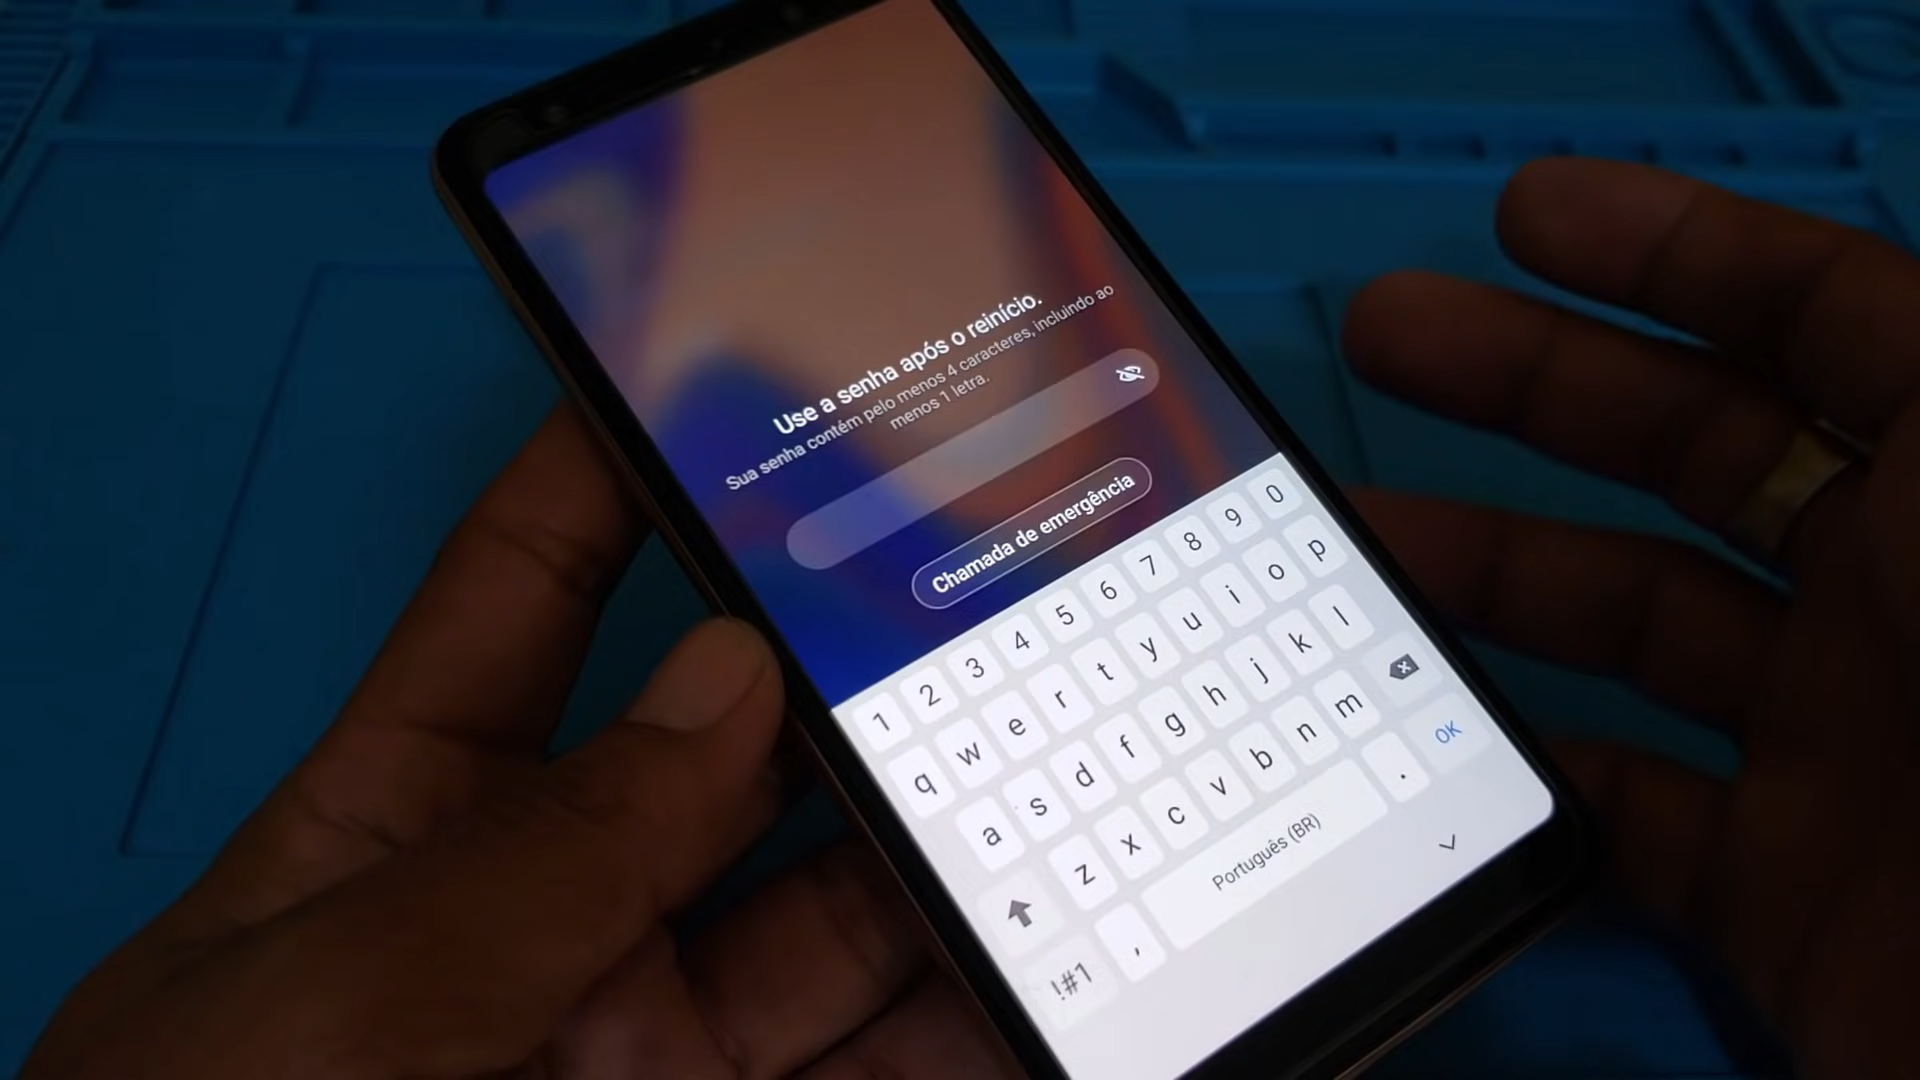 Use a senha após o reinício.
Sua senha contém pelo menos 4 caracteres, incluindo ao
menos 1 letra.
Chamada de emergência
1 2 3 4 5 6 7 8 9 0
q w e r t y u i o p
a s d f g h j k l
z x c v b n m
!#1 , Português (BR) . OK